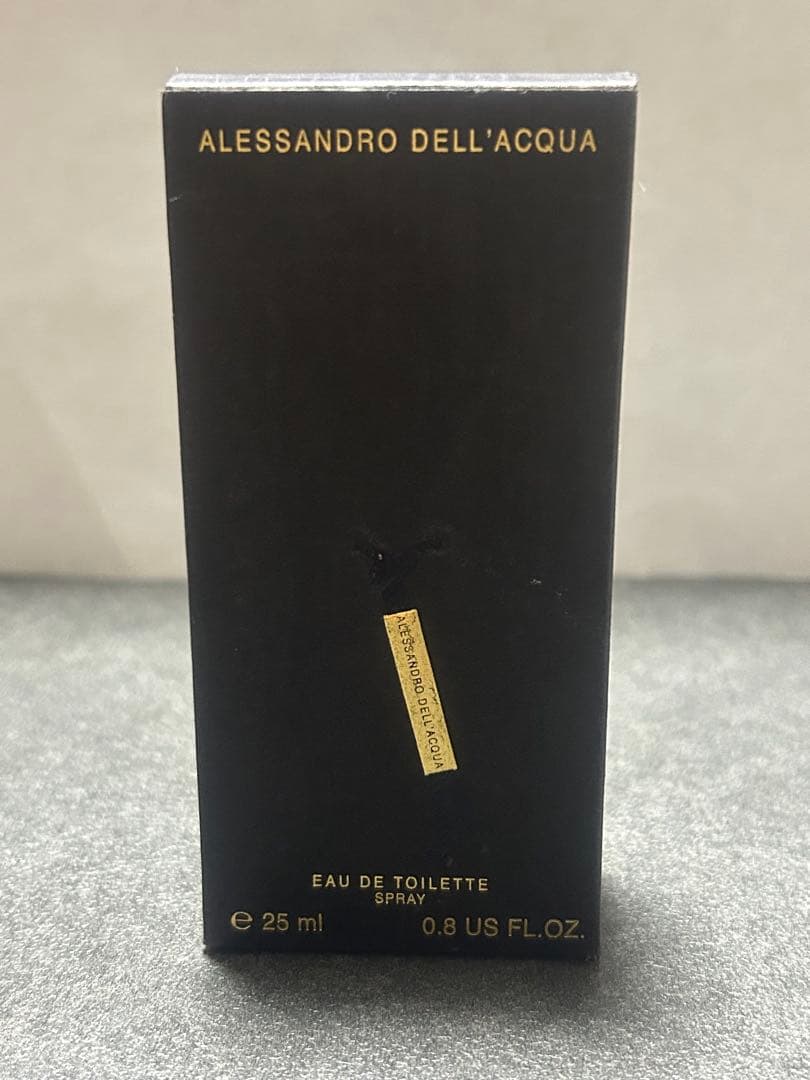 ALESSANDRO DELL'ACQUA
ALESSANDRO DELL'ACQUA
EAU DE TOILETTE
SPRAY
℮ 25 ml 0.8 US FL.OZ.